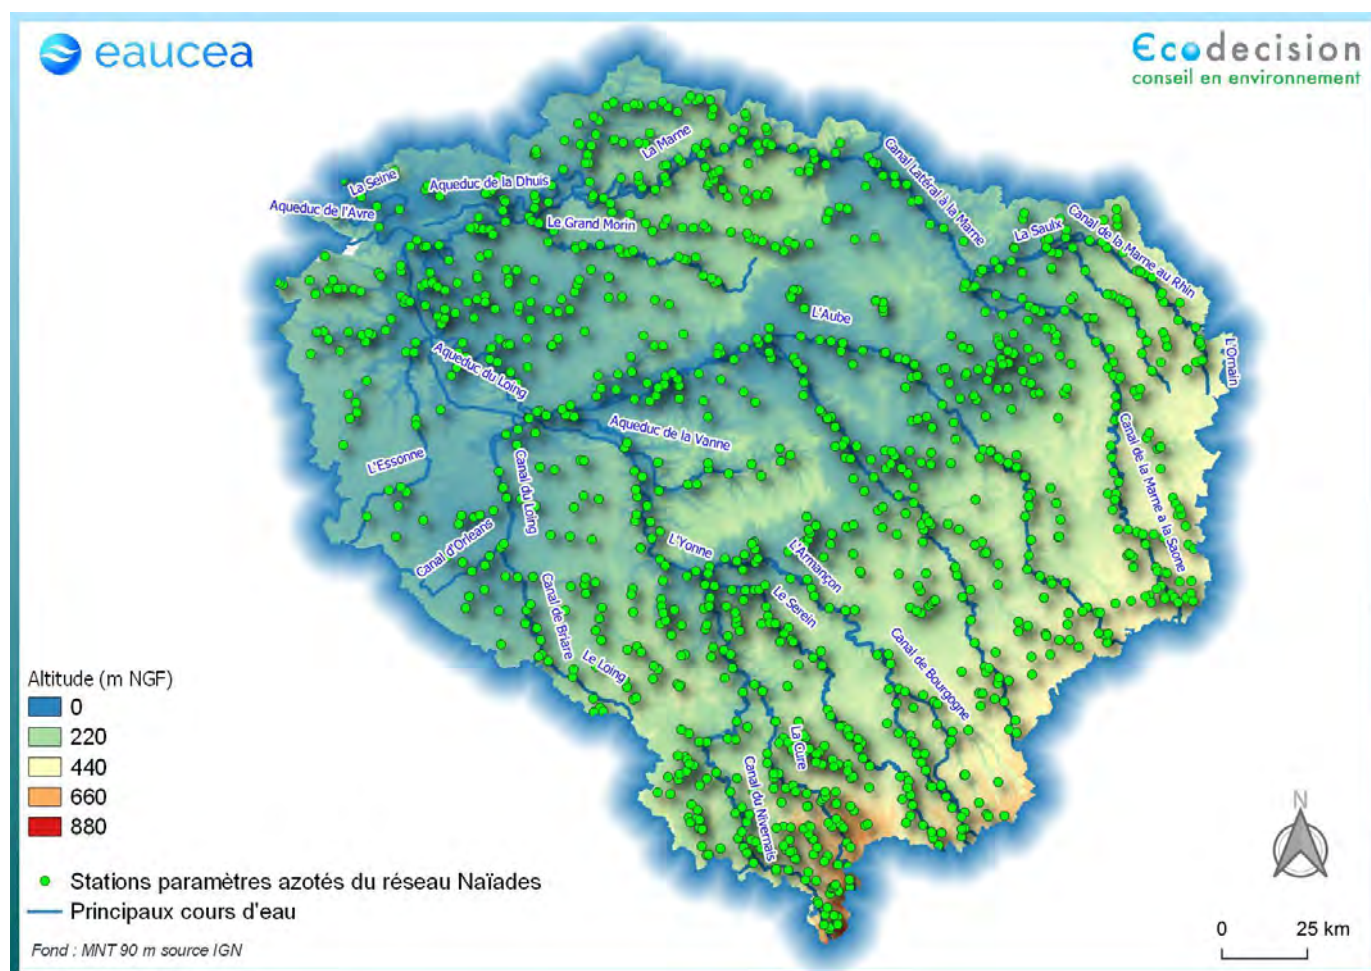 eaucea
Ecodecision
conseil en environnement
La Marne
La Seine
Aqueduc de la Dhuis
Aqueduc de l'Avre
Le Grand Morin
Canal Latéral à la Marne
La Saulx
Canal de la Marne au Rhin
L'Aube
L'Ornain
Aqueduc du Loing
Aqueduc de la Vanne
L'Essonne
Canal du Loing
Canal de la Marne à la Saone
Canal d'Orleans
L'Yonne
L'Armançon
Le Serein
Canal de Briare
Le Loing
Canal de Bourgogne
La Cure
Canal du Nivernais
Altitude (m NGF)
0
220
440
660
880
Stations paramètres azotés du réseau Naïades
Principaux cours d'eau
Fond : MNT 90 m source IGN
N
0 25 km